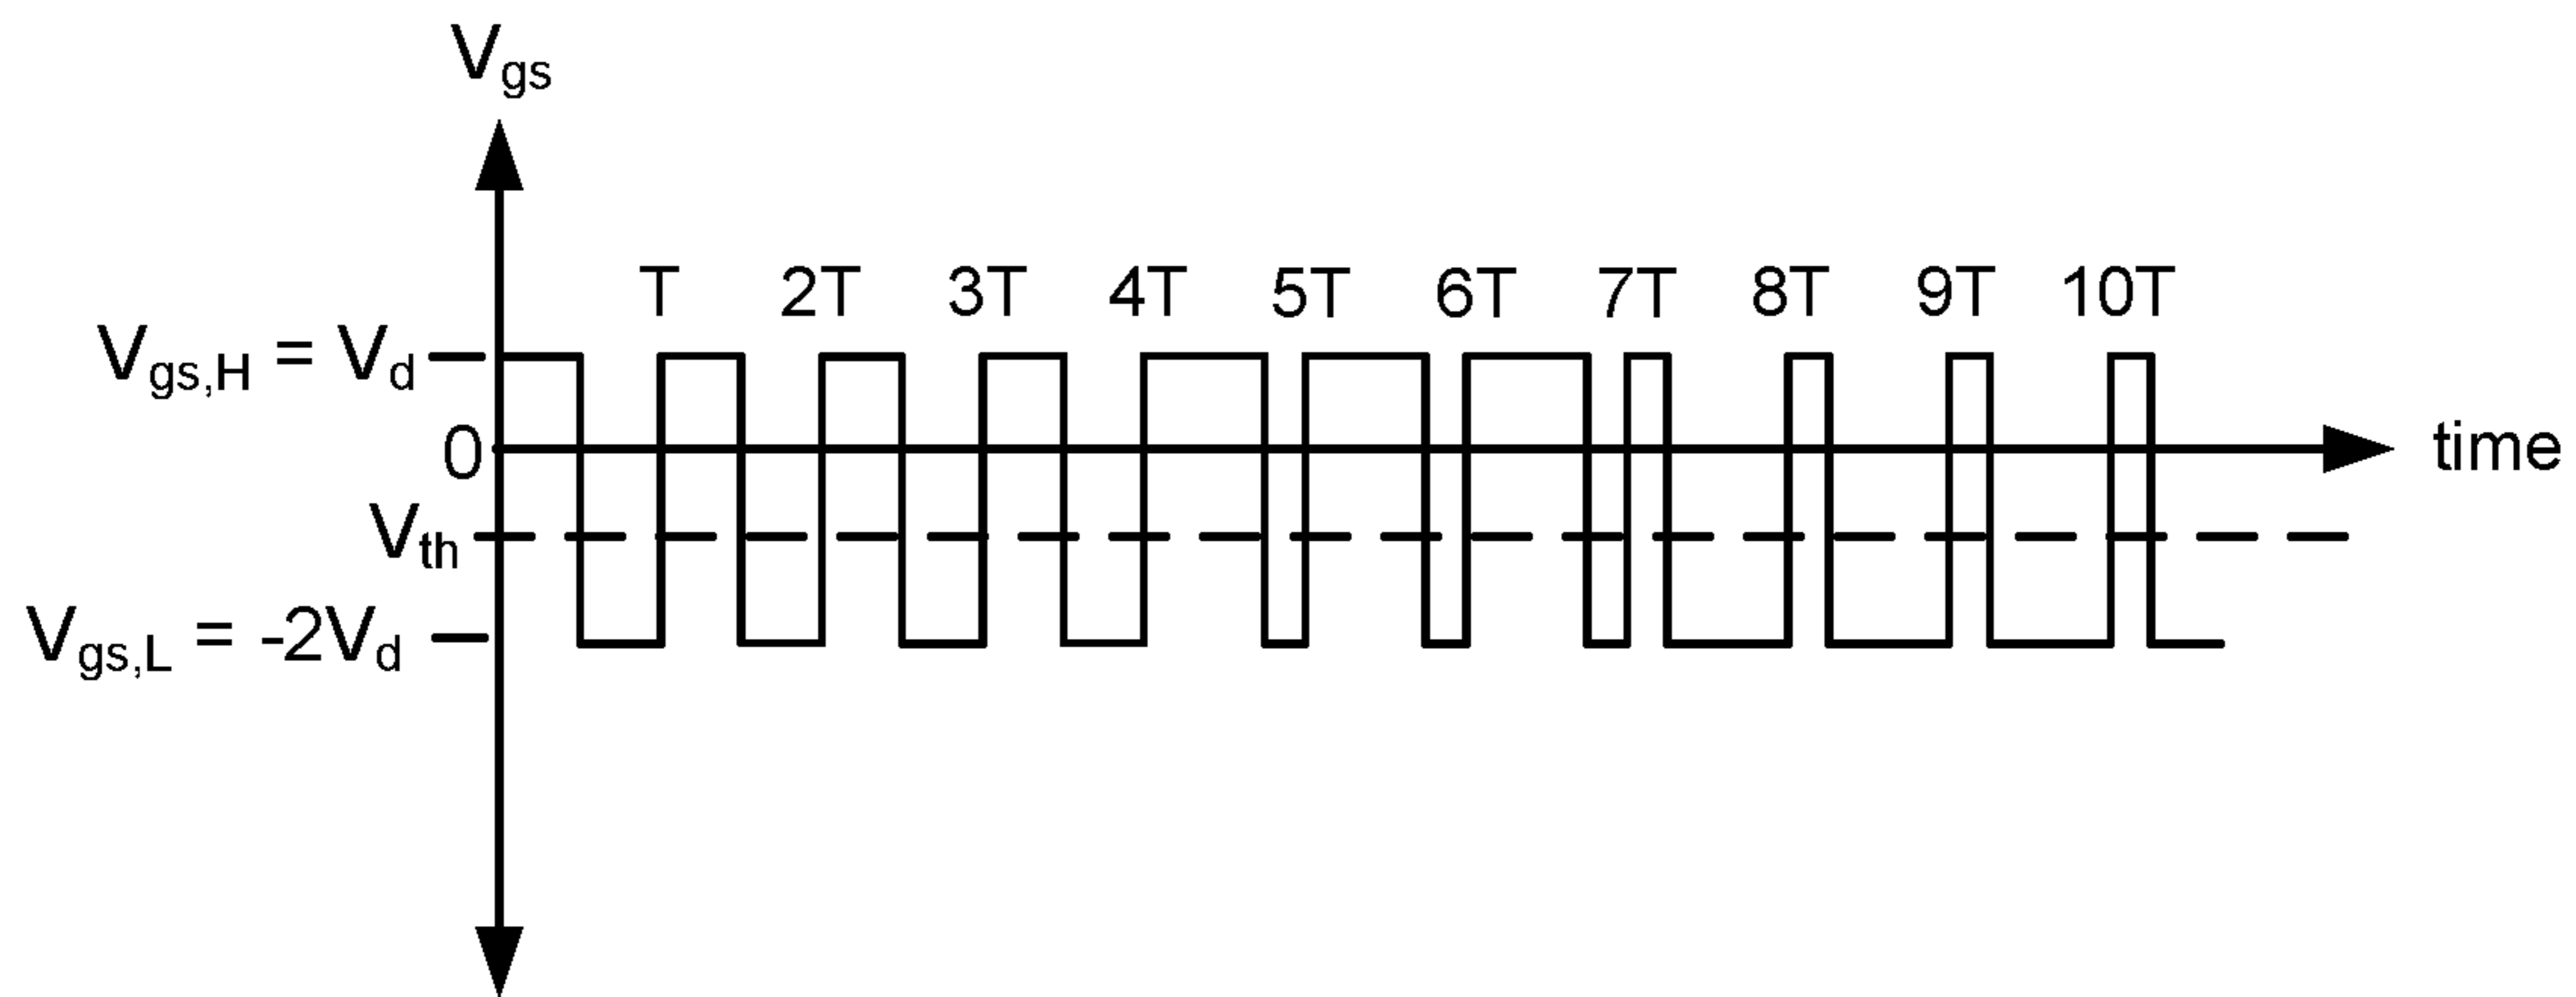 Vgs
T 2T 3T 4T 5T 6T 7T 8T 9T 10T
Vgs,H = Vd
0
time
Vth
Vgs,L = -2Vd